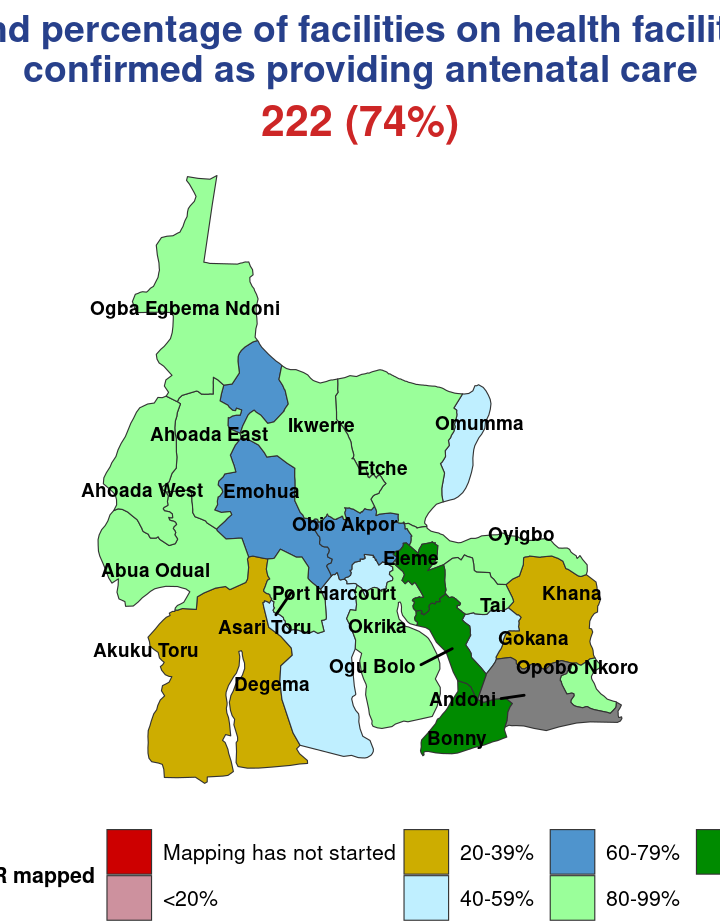 percentage of facilities on health
confirmed as providing antenatal care
222 (74%)
Ogba Egbema Ndoni
Ahoada East
Ikwerre
Omumma
Etche
Ahoada West
Emohua
Obio Akpor
Oyigbo
Eleme
Abua Odual
Port Harcourt
Khana
Tai
Asari Toru
Okrika
Gokana
Akuku Toru
Ogu Bolo
Opobo Nkoro
Degema
Andoni
Bonny
Mapping has not started
20-39%
60-79%
mapped
<20%
40-59%
80-99%